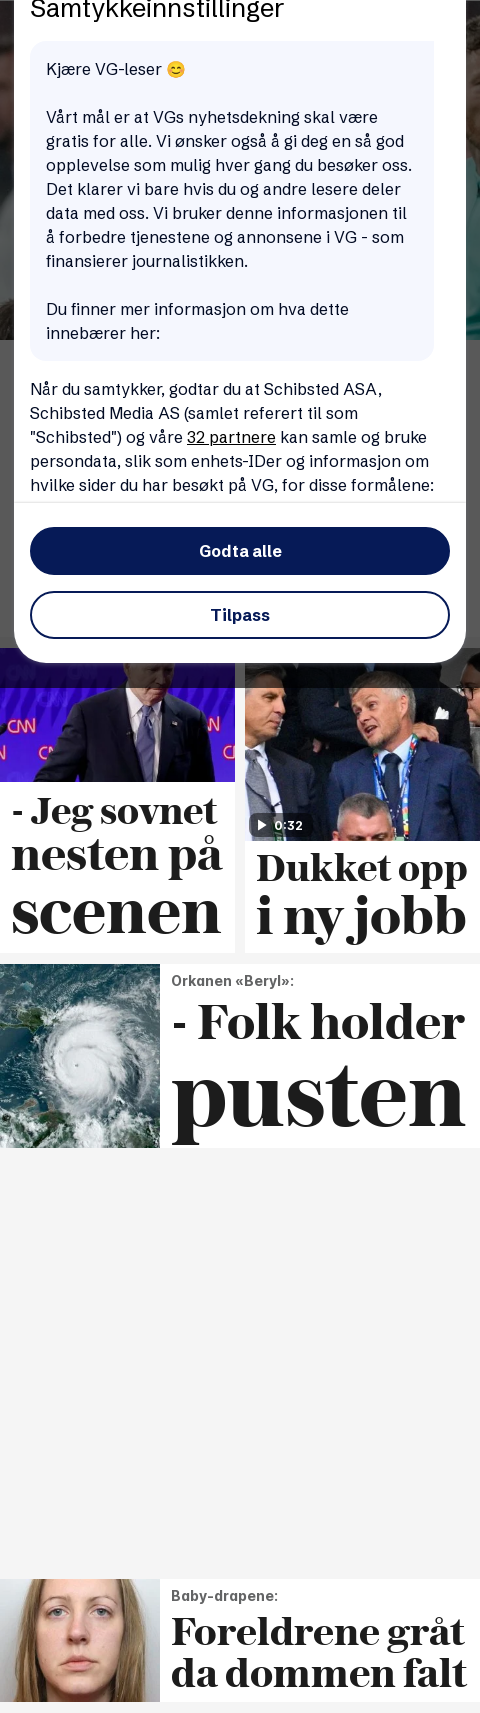 Samtykkeinnstillinger
Kjære VG-leser 😊
Vårt mål er at VGs nyhetsdekning skal være
gratis for alle. Vi ønsker også å gi deg en så god
opplevelse som mulig hver gang du besøker oss.
Det klarer vi bare hvis du og andre lesere deler
data med oss. Vi bruker denne informasjonen til
å forbedre tjenestene og annonsene i VG - som
finansierer journalistikken.
Du finner mer informasjon om hva dette
innebærer her:
Når du samtykker, godtar du at Schibsted ASA,
Schibsted Media AS (samlet referert til som
"Schibsted") og våre 32 partnere kan samle og bruke
persondata, slik som enhets-IDer og informasjon om
hvilke sider du har besøkt på VG, for disse formålene:
Godta alle
Tilpass
CNN
CNN
0:32
- Jeg sovnet
nesten på
scenen
Dukket opp
i ny jobb
Orkanen «Beryl»:
- Folk holder
pusten
Baby-drapene:
Foreldrene gråt
da dommen falt